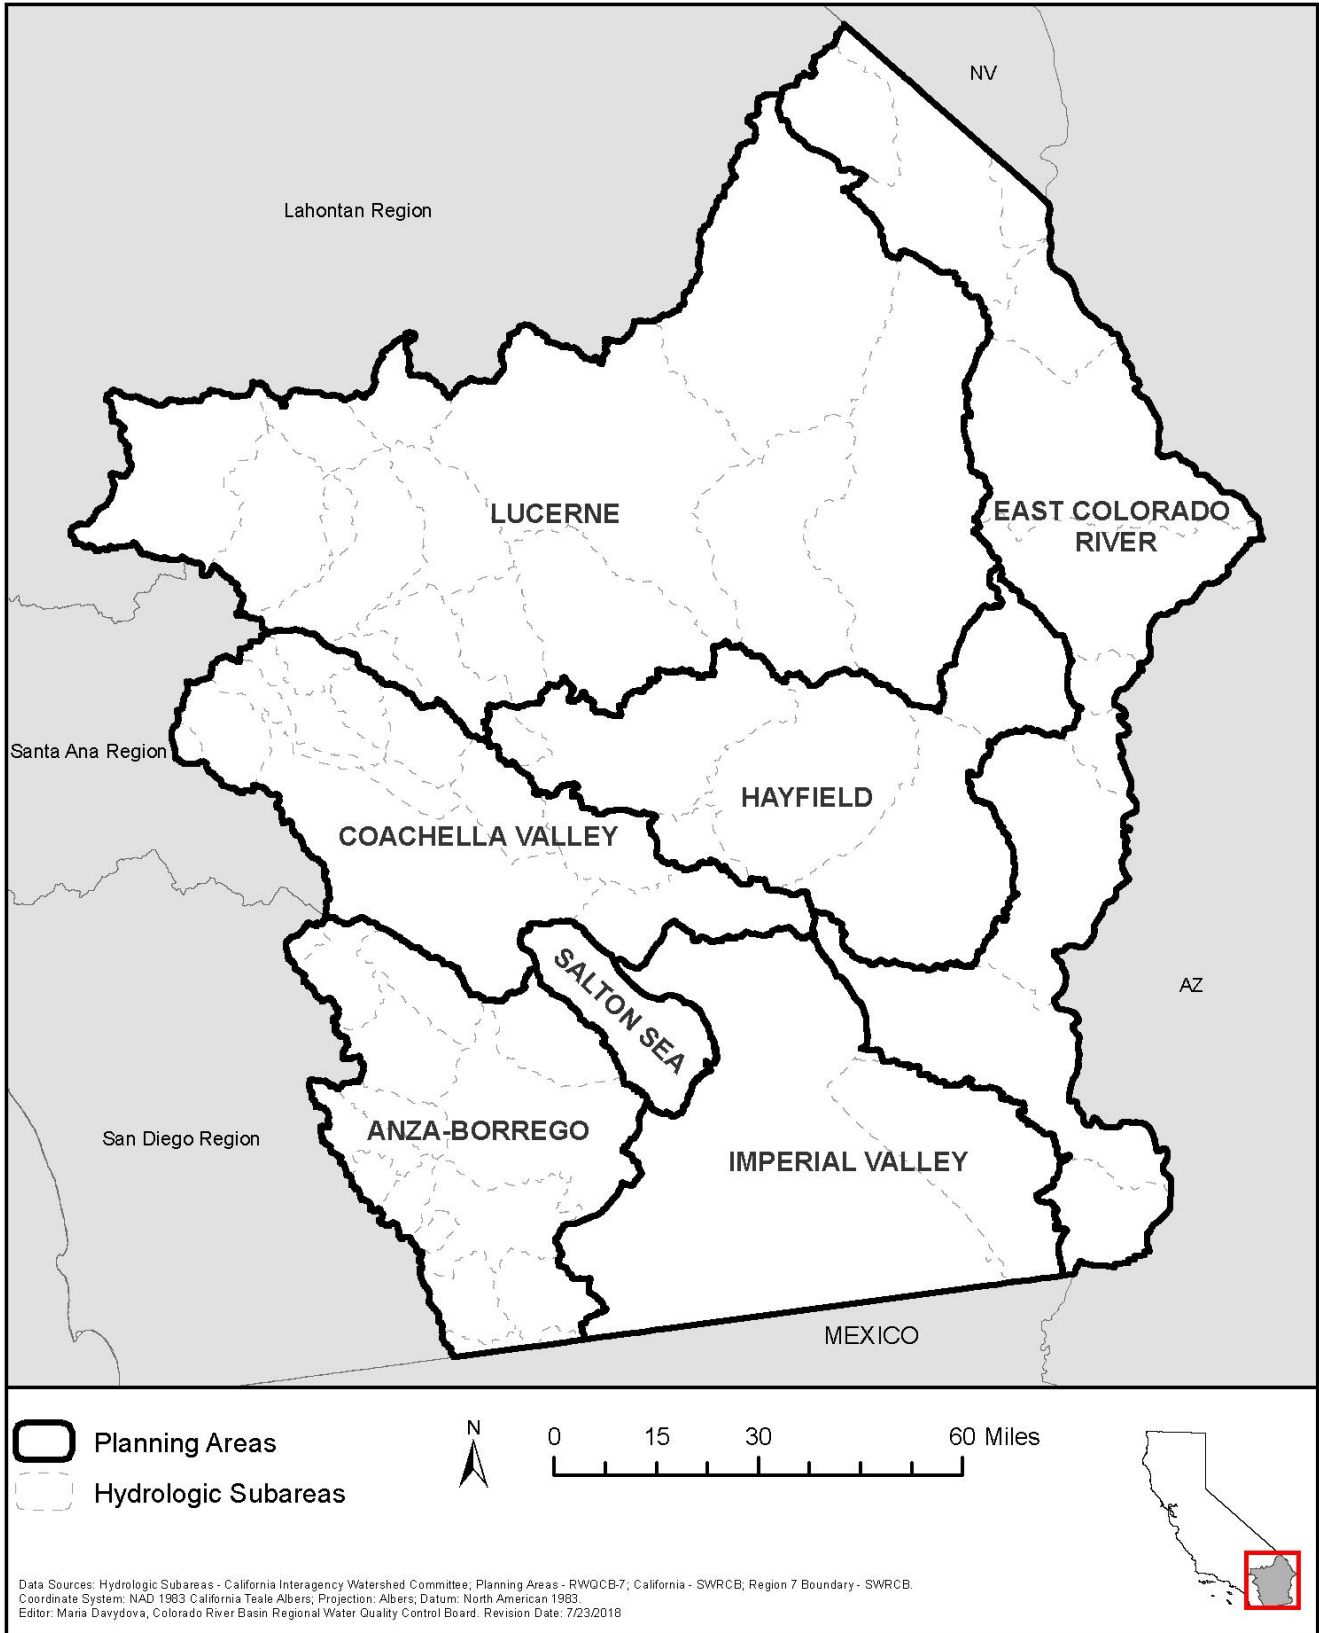 NV
Lahontan Region
LUCERNE
EAST COLORADO
RIVER
Santa Ana Region
HAYFIELD
COACHELLA VALLEY
SALTON SEA
AZ
ANZA-BORREGO
San Diego Region
IMPERIAL VALLEY
MEXICO
Planning Areas
Hydrologic Subareas
N
0 15 30 60 Miles
Data Sources: Hydrologic Subareas - California Interagency Watershed Committee; Planning Areas - RWQCB-7; California - SWRCB; Region 7 Boundary - SWRCB.
Coordinate System: NAD 1983 California Teale Albers; Projection: Albers; Datum: North American 1983.
Editor: Maria Davydova, Colorado River Basin Regional Water Quality Control Board. Revision Date: 7/23/2018